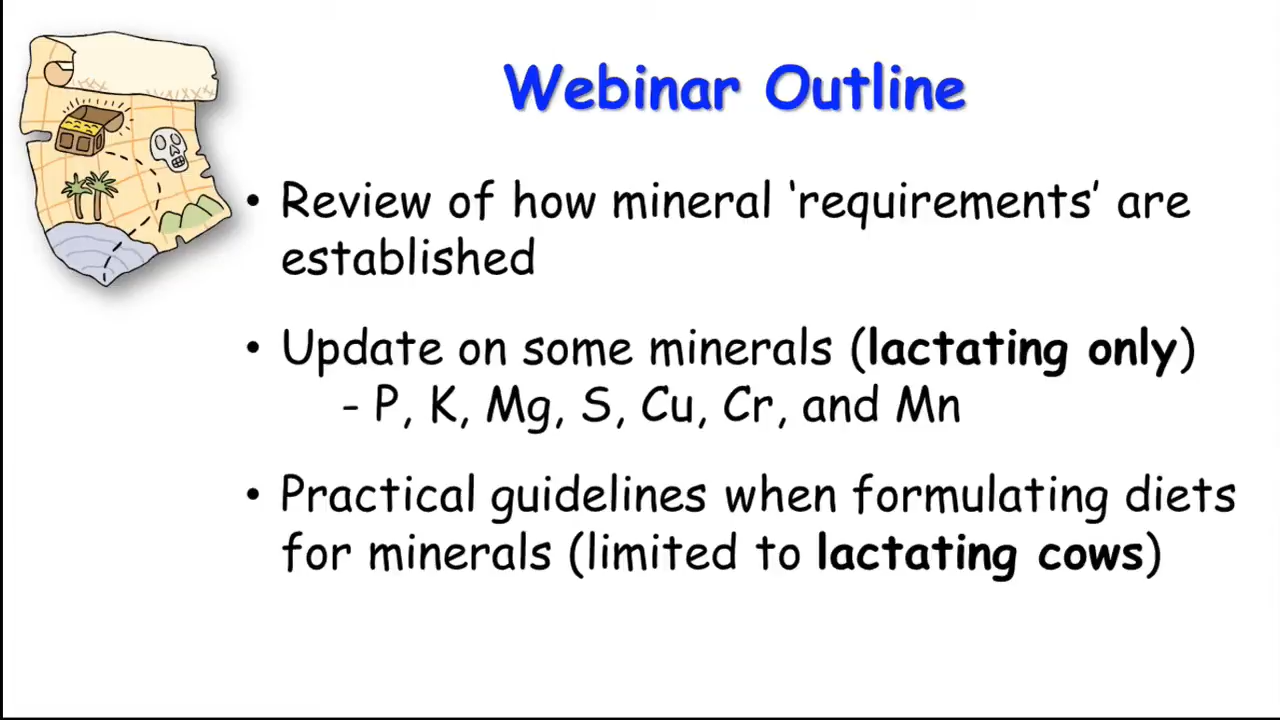 Webinar Outline
• Review of how mineral ‘requirements’ are
established
• Update on some minerals (lactating only)
- P, K, Mg, S, Cu, Cr, and Mn
• Practical guidelines when formulating diets
for minerals (limited to lactating cows)